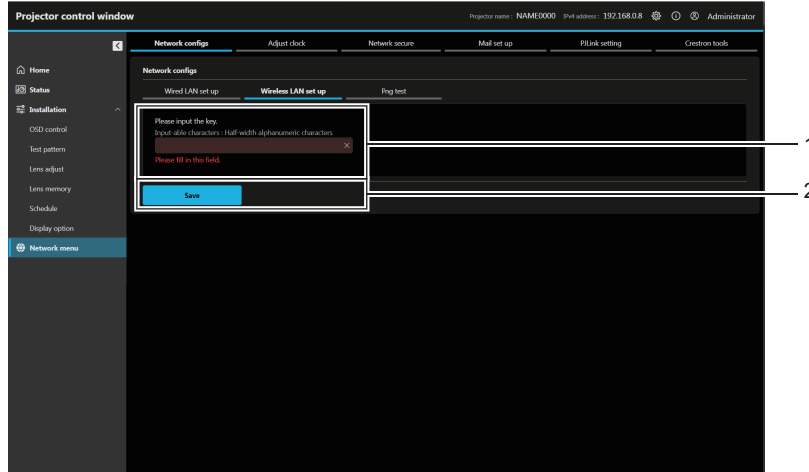 Projector control window
Projector name : NAME0000 IPv4 address : 192.168.0.8 Administrator
Network configs Adjust clock Netwrk secure Mail set up PJLink setting Crestron tools
Home
Status
Installation
OSD control
Test pattern
Lens adjust
Lens memory
Schedule
Display option
Network menu
Network configs
Wired LAN set up Wireless LAN set up Png test
Please input the key.
Input-able characters : Half-width alphanumeric characters
Please fill in this field.
1
Save
2